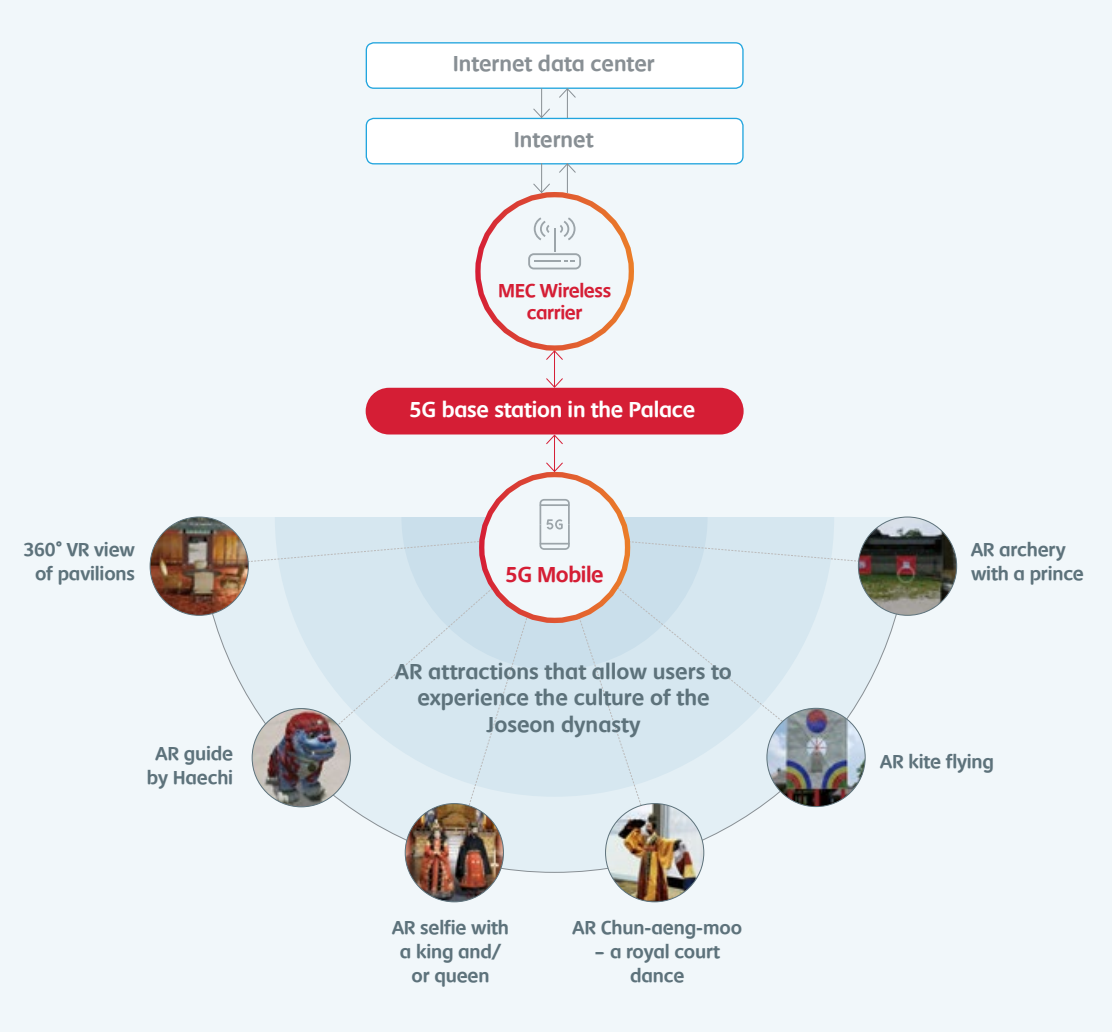 Internet data center
Internet
MEC Wireless
carrier
5G base station in the Palace
5G
5G Mobile
360° VR view
of pavilions
AR archery
with a prince
AR attractions that allow users to
experience the culture of the
Joseon dynasty
AR guide
by Haechi
AR kite flying
AR selfie with
a king and/
or queen
AR Chun-aeng-moo
– a royal court
dance